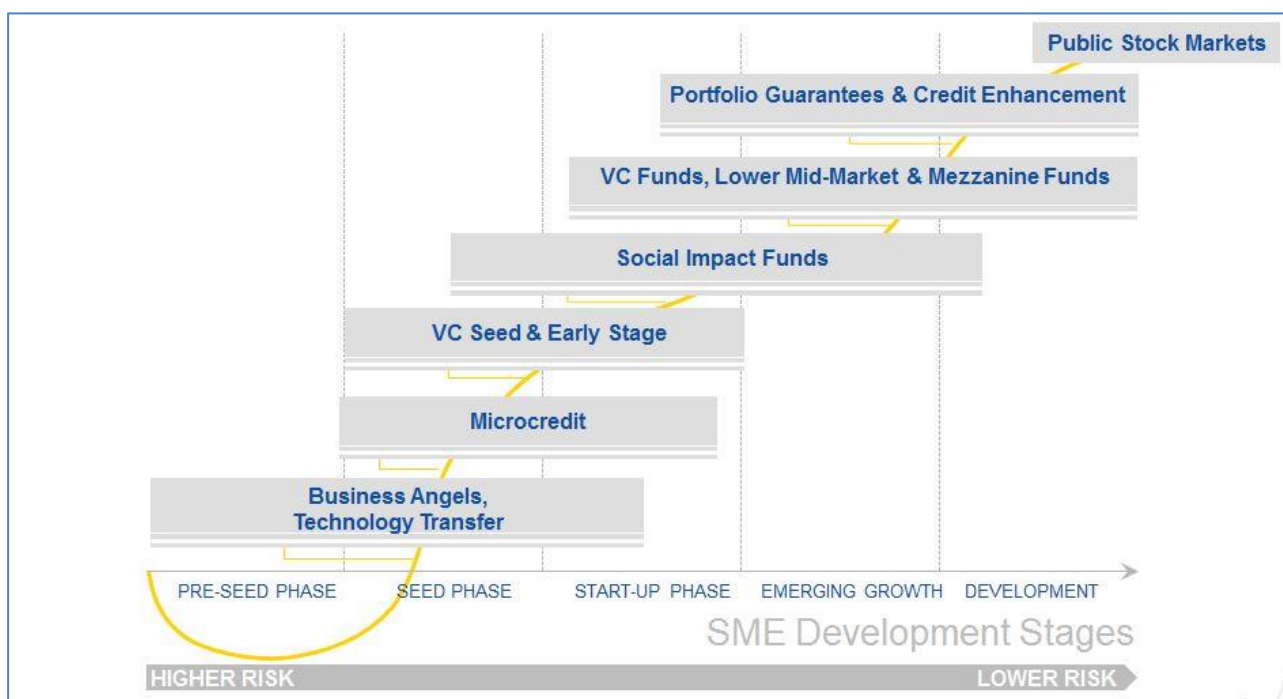 Public Stock Markets
Portfolio Guarantees & Credit Enhancement
VC Funds, Lower Mid-Market & Mezzanine Funds
Social Impact Funds
VC Seed & Early Stage
Microcredit
Business Angels,
Technology Transfer
PRE-SEED PHASE
SEED PHASE
START-UP PHASE
EMERGING GROWTH
DEVELOPMENT
SME Development Stages
HIGHER RISK
LOWER RISK